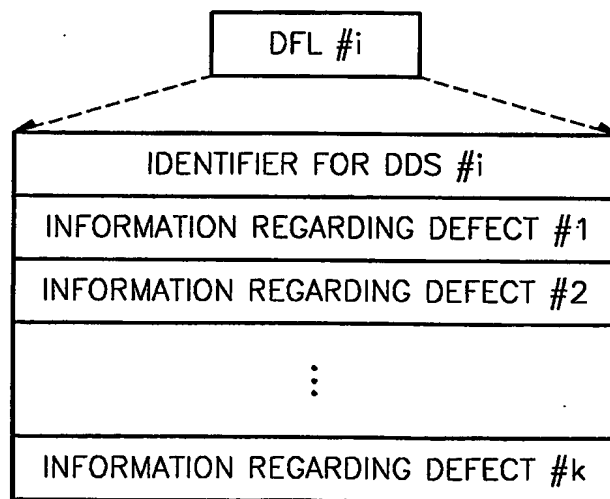 DFL #i
IDENTIFIER FOR DDS #i
INFORMATION REGARDING DEFECT #1
INFORMATION REGARDING DEFECT #2
⋮
INFORMATION REGARDING DEFECT #k